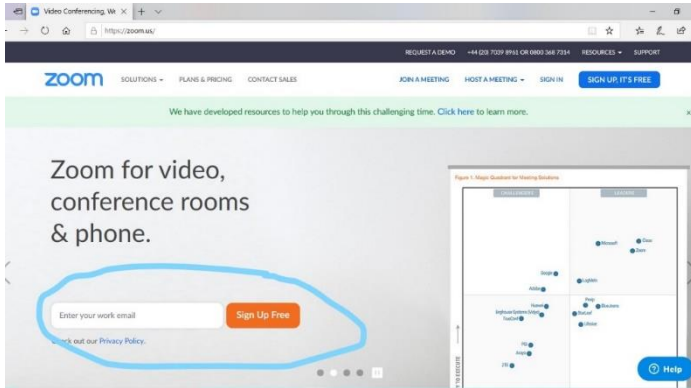 Video Conferencing, We
https://zoom.us/
REQUEST A DEMO +44 (20) 7039 8961 OR 0800 368 7314 RESOURCES SUPPORT
zoom SOLUTIONS PLANS & PRICING CONTACT SALES JOIN A MEETING HOST A MEETING SIGN IN SIGN UP, IT'S FREE
We have developed resources to help you through this challenging time. Click here to learn more.
Zoom for video,
conference rooms
& phone.
Enter your work email Sign Up Free
Check out our Privacy Policy.
Figure 1. Magic Quadrant for Meeting Solutions
CHALLENGERS LEADERS
Microsoft Cisco
Zoom
Google
LogMeIn
Adobe
Huawei
PGi
Help